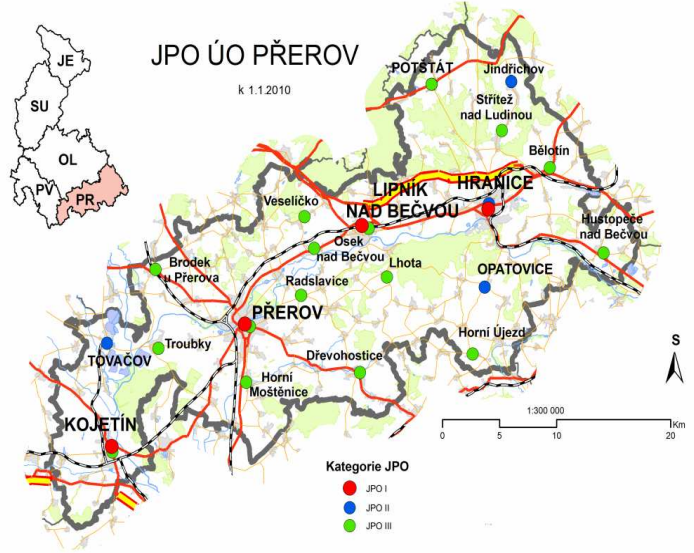 JPO ÚO PŘEROV
k 1.1.2010
JE
SU
OL
PV
PR
POTŠTÁT
Jindřichov
Střítež
nad Ludinou
Bělotín
HRANICE
LIPNÍK
NAD BEČVOU
Veselíčko
Hustopeče
nad Bečvou
Osek
nad Bečvou
Lhota
OPATOVICE
Brodek
u Přerova
Radslavice
PŘEROV
Horní Újezd
TOVAČOV
Troubky
Dřevohostice
Horní
Moštěnice
KOJETÍN
S
1:300 000
0 5 10 20
Km
Kategorie JPO
JPO I
JPO II
JPO III